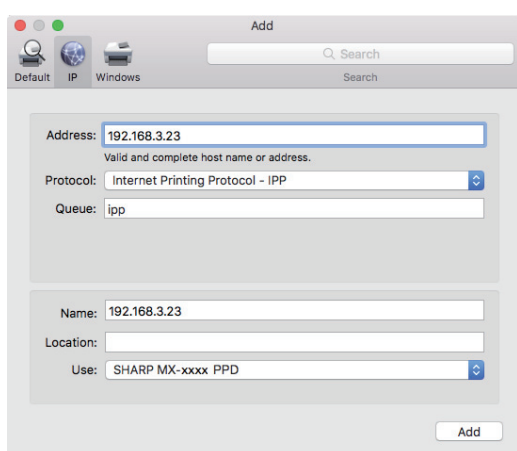 Add
Search
Default IP Windows Search
Address: 192.168.3.23
Valid and complete host name or address.
Protocol: Internet Printing Protocol - IPP
Queue: ipp
Name: 192.168.3.23
Location:
Use: SHARP MX-xxxx PPD
Add